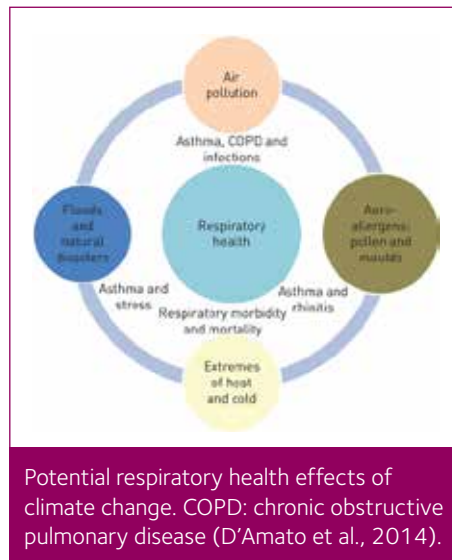 Air
pollution
Asthma, COPD and
infections
Floods
and
natural
disasters
Respiratory
health
Aero-
allergens:
pollen and
moulds
Asthma and
stress
Asthma and
rhinitis
Respiratory morbidity
and mortality
Extremes
of heat
and cold
Potential respiratory health effects of
climate change. COPD: chronic obstructive
pulmonary disease (D’Amato et al., 2014).